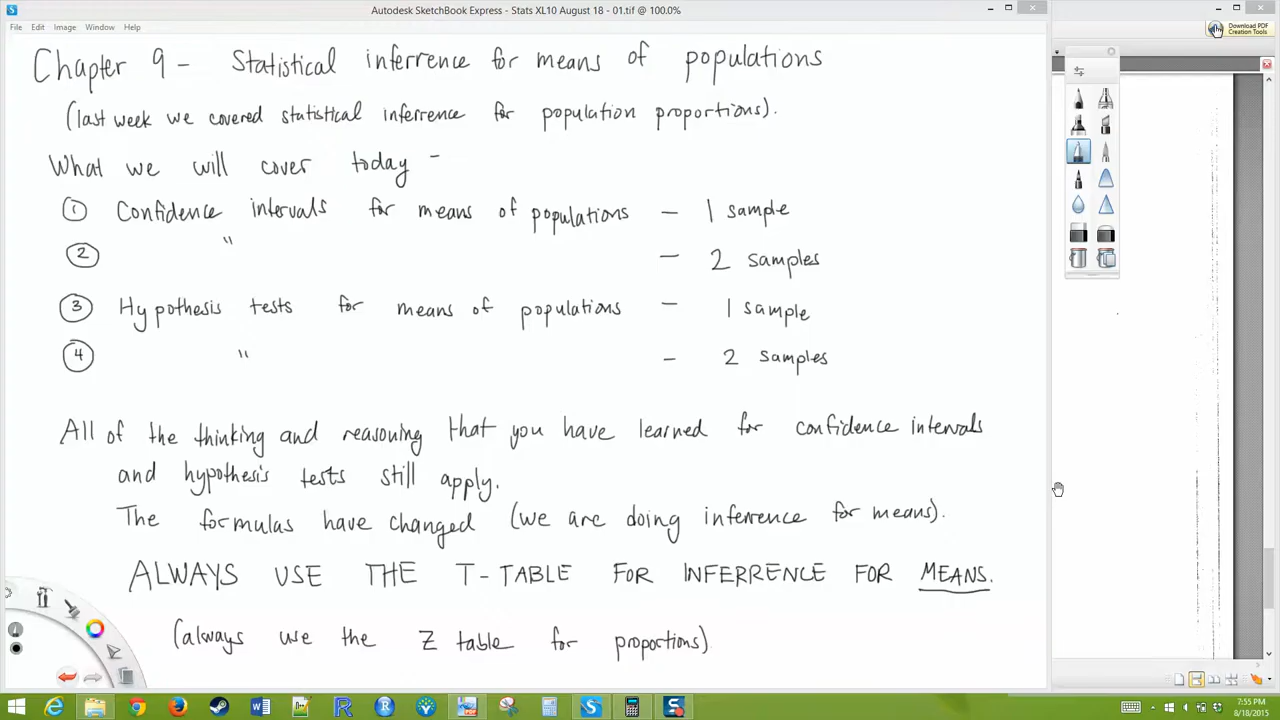 Autodesk SketchBook Express - Stats XL10 August 18 - 01.tif @ 100.0%
File Edit Image Window Help
Download PDF
Creation Tools
Chapter 9 - Statistical inference for means of populations
(last week we covered statistical inference for population proportions).
What we will cover today -
① Confidence intervals for means of populations - 1 sample
② " - 2 samples
③ Hypothesis tests for means of populations - 1 sample
④ " - 2 samples
All of the thinking and reasoning that you have learned for confidence intervals
and hypothesis tests still apply.
The formulas have changed (we are doing inference for means).
ALWAYS USE THE T-TABLE FOR INFERRENCE FOR MEANS.
(always use the Z table for proportions)
7:55 PM
8/18/2015